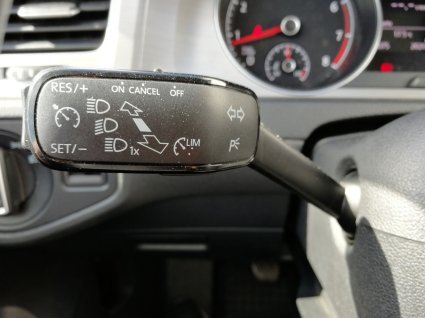 RES/+ ON CANCEL OFF
LIM
SET/− 1x